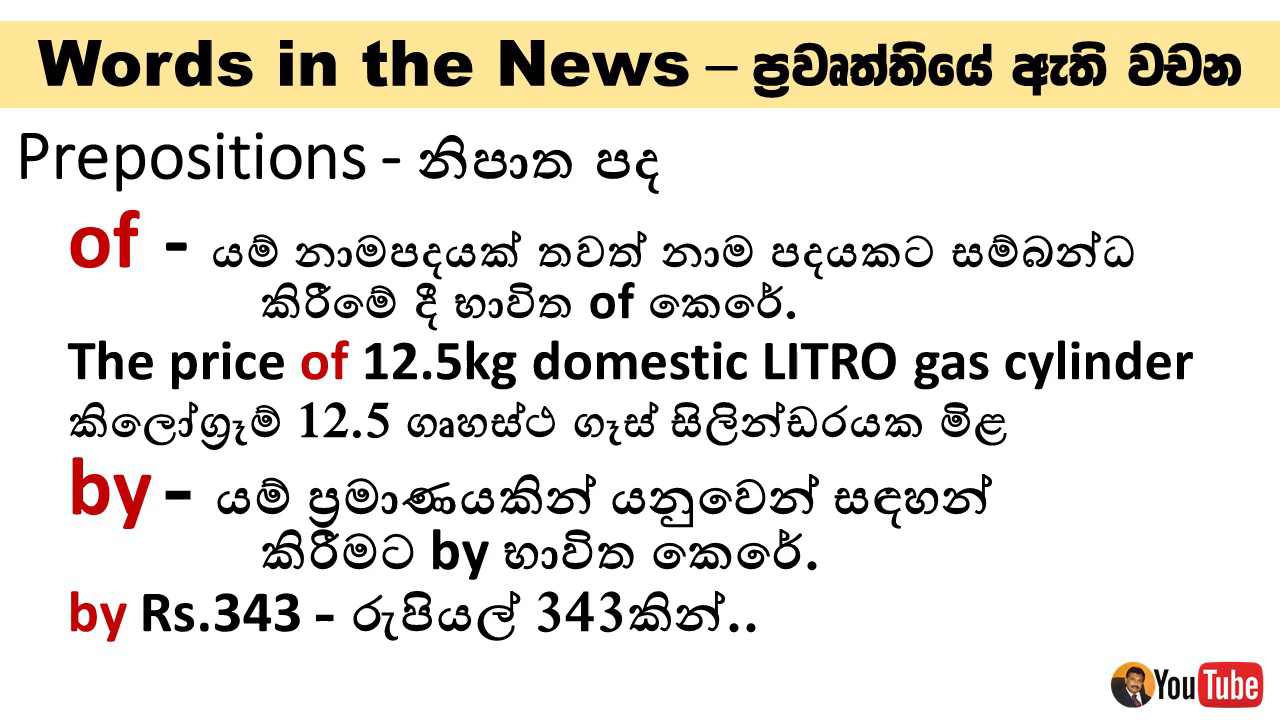 Words in the News – ප්‍රවෘත්තියේ ඇති වචන
Prepositions - නිපාත පද
of - යම් නාමපදයක් තවත් නාම පදයකට සම්බන්ධ
කිරීමේ දී භාවිත of කෙරේ.
The price of 12.5kg domestic LITRO gas cylinder
කිලෝග්‍රෑම් 12.5 ගෘහස්ථ ගෑස් සිලින්ඩරයක මිළ
by - යම් ප්‍රමාණයකින් යනුවෙන් සඳහන්
කිරීමට by භාවිත කෙරේ.
by Rs.343 - රුපියල් 343කින්..
YouTube